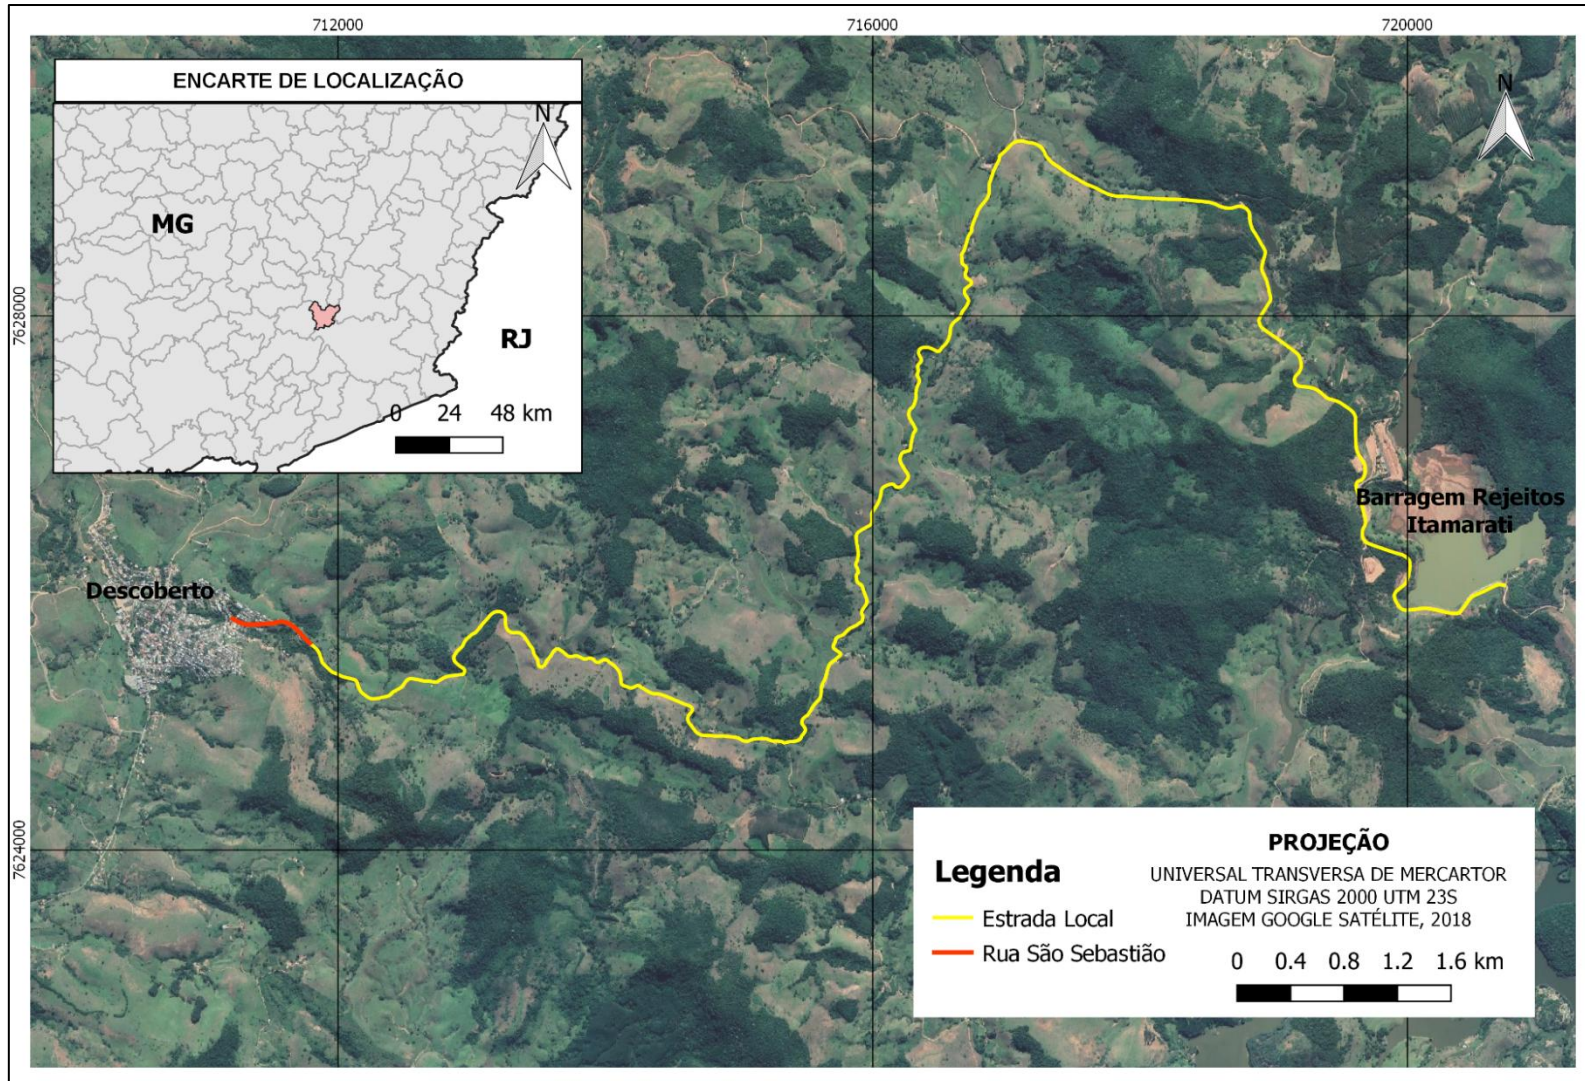 712000
716000
720000
ENCARTE DE LOCALIZAÇÃO
N
MG
RJ
0 24 48 km
N
7628000
7624000
Descoberto
Barragem Rejeitos
Itamarati
Legenda
Estrada Local
Rua São Sebastião
PROJEÇÃO
UNIVERSAL TRANSVERSA DE MERCARTOR
DATUM SIRGAS 2000 UTM 23S
IMAGEM GOOGLE SATÉLITE, 2018
0 0.4 0.8 1.2 1.6 km